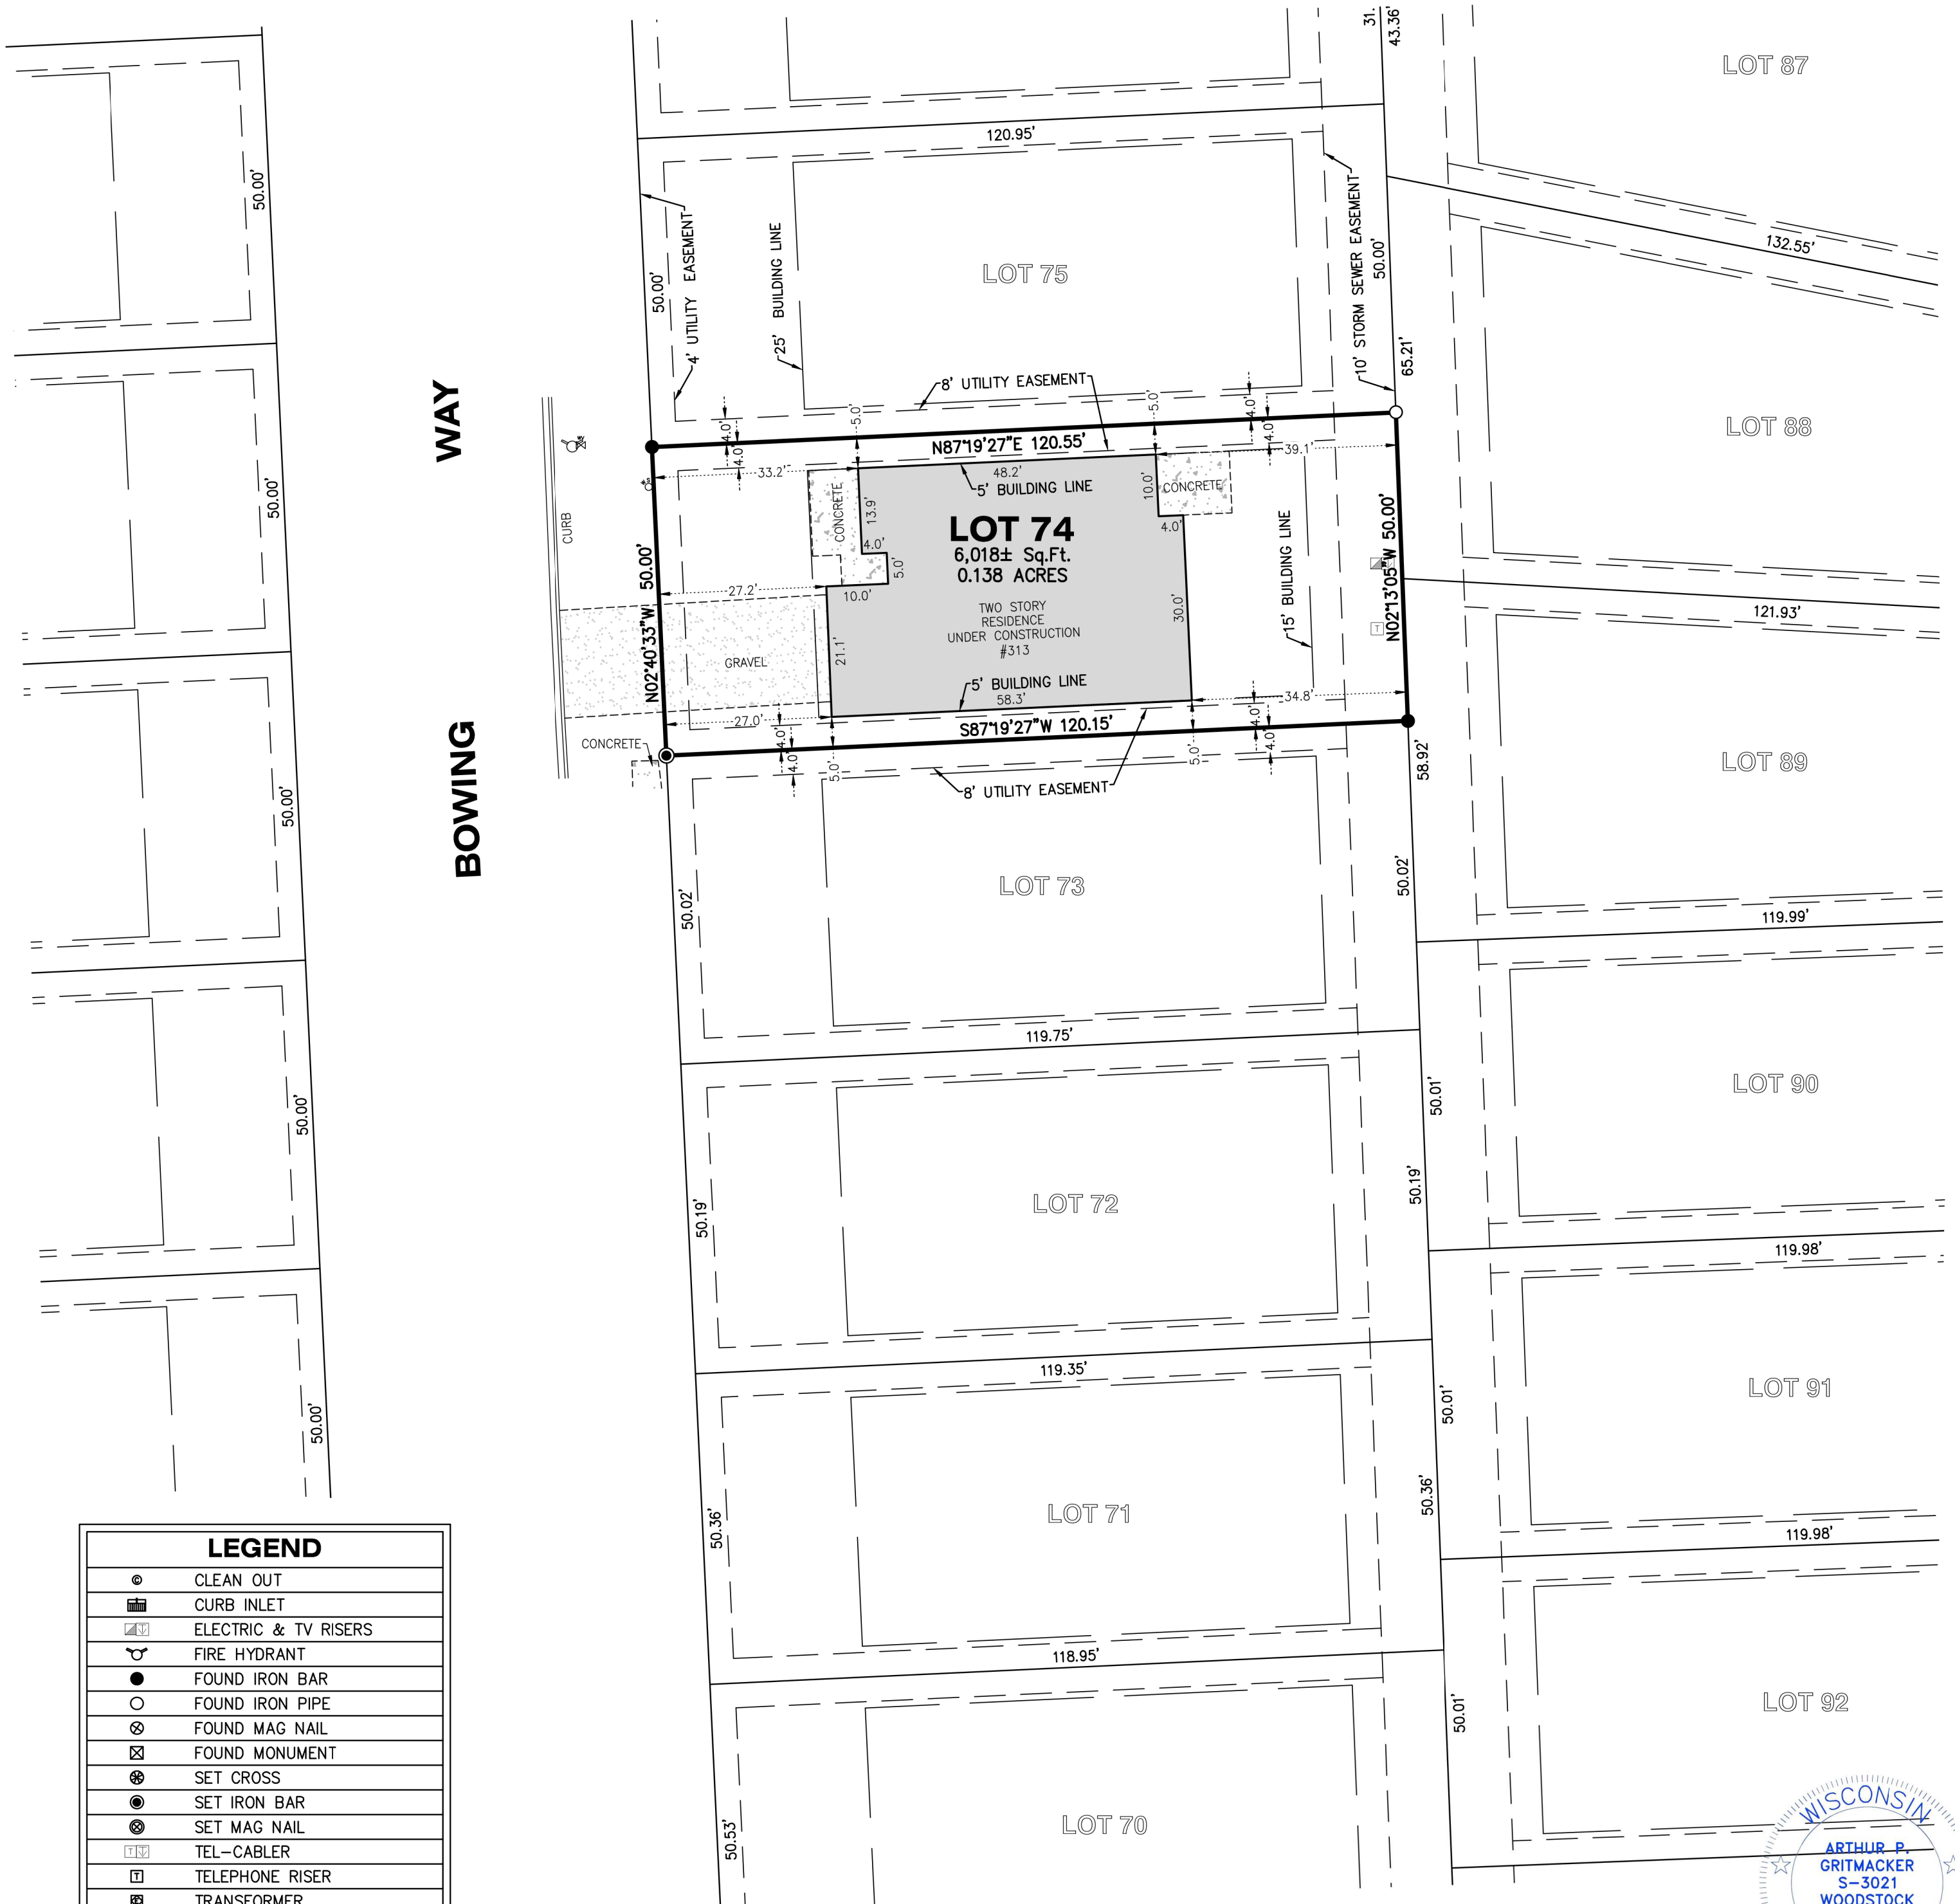 31.
43.36'
LOT 87
120.95'
50.00'
50.00'
4' UTILITY EASEMENT
25' BUILDING LINE
LOT 75
10' STORM SEWER EASEMENT
50.00'
132.55'
65.21'
8' UTILITY EASEMENT
WAY
BOWING
LOT 88
4.0'
4.0'
5.0'
5.0'
4.0'
4.0'
N87°19'27"E 120.55'
33.2'
48.2'
39.1'
5' BUILDING LINE
CONCRETE
13.9'
10.0'
CONCRETE
50.00'
CURB
LOT 74
6,018± Sq.Ft.
0.138 ACRES
4.0'
4.0'
5.0'
15' BUILDING LINE
N02°40'33"W 50.00'
N02°13'05"W 50.00'
27.2'
10.0'
TWO STORY
RESIDENCE
UNDER CONSTRUCTION
#313
30.0'
T
121.93'
GRAVEL
21.1'
5' BUILDING LINE
58.3'
34.8'
27.0'
S87°19'27"W 120.15'
CONCRETE
4.0'
4.0'
5.0'
5.0'
4.0'
4.0'
8' UTILITY EASEMENT
58.92'
LOT 89
50.00'
LOT 73
50.02'
50.02'
119.99'
119.75'
50.00'
50.01'
LOT 90
50.19'
LOT 72
50.19'
119.98'
119.35'
50.00'
50.01'
LOT 91
50.36'
LOT 71
50.36'
119.98'
118.95'
50.01'
LOT 92
50.53'
LOT 70
LEGEND
C CLEAN OUT
CURB INLET
ELECTRIC & TV RISERS
FIRE HYDRANT
FOUND IRON BAR
FOUND IRON PIPE
FOUND MAG NAIL
FOUND MONUMENT
SET CROSS
SET IRON BAR
SET MAG NAIL
T TEL-CABLER
T TELEPHONE RISER
TRANSFORMER
WISCONSIN
ARTHUR P.
GRITMACKER
S-3021
WOODSTOCK